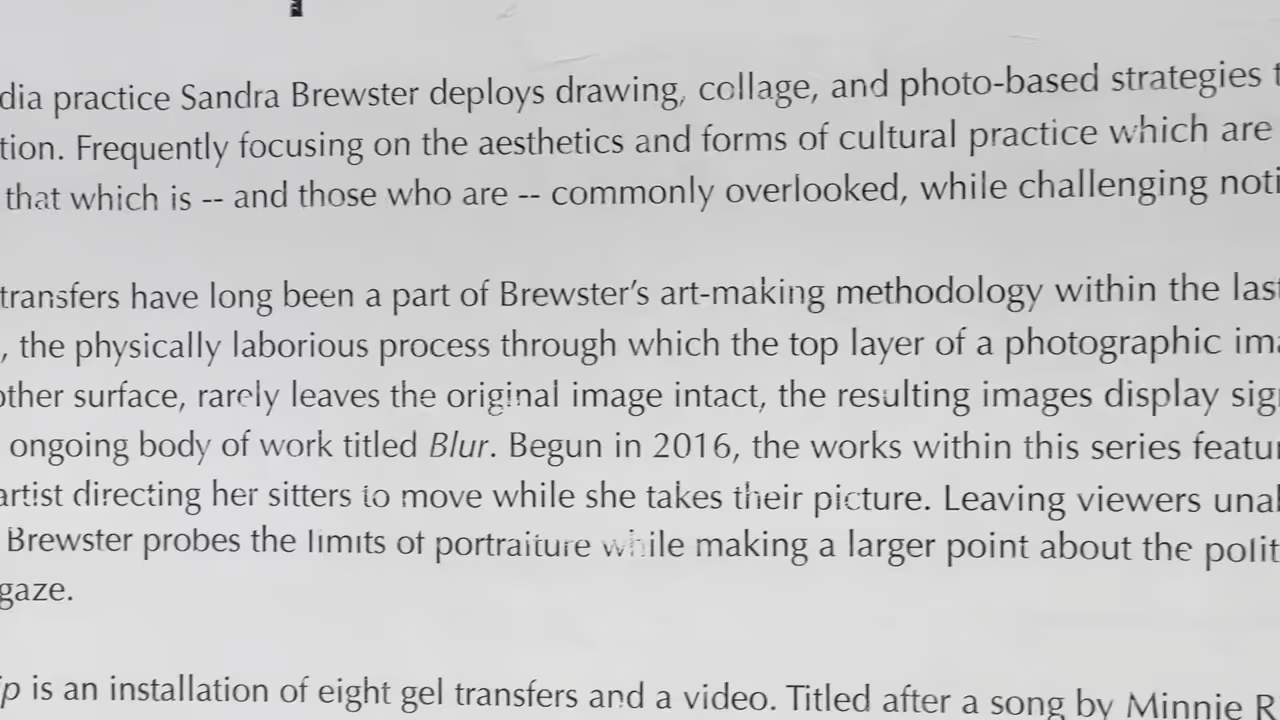 dia practice Sandra Brewster deploys drawing, collage, and photo-based strategies t
tion. Frequently focusing on the aesthetics and forms of cultural practice which are
that which is -- and those who are -- commonly overlooked, while challenging noti
transfers have long been a part of Brewster's art-making methodology within the last
, the physically laborious process through which the top layer of a photographic ima
other surface, rarely leaves the original image intact, the resulting images display sig
ongoing body of work titled Blur. Begun in 2016, the works within this series featur
artist directing her sitters to move while she takes their picture. Leaving viewers unab
Brewster probes the limits of portraiture while making a larger point about the polit
gaze.
ip is an installation of eight gel transfers and a video. Titled after a song by Minnie R